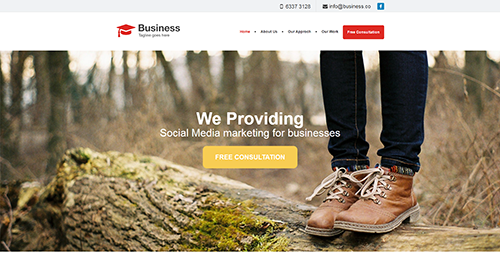 6337 3128 info@business.co
Business
Tagline goes here
Home About Us Our Approach Our Work Free Consultation
We Providing
Social Media marketing for businesses
FREE CONSULTATION